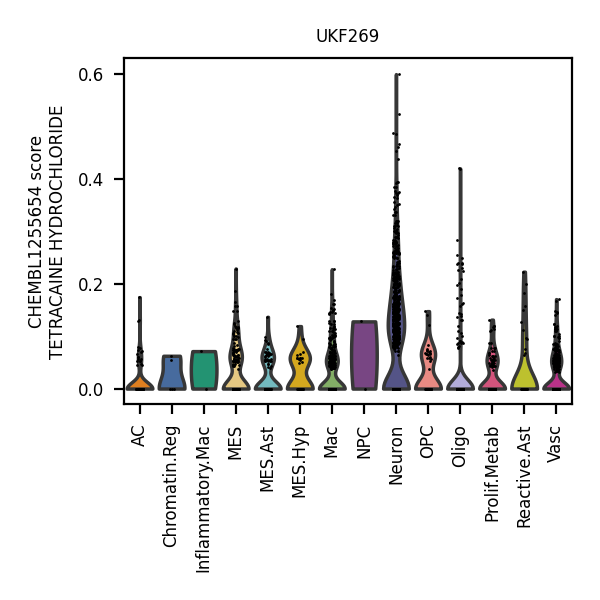 UKF269
CHEMBL1255654 score
TETRACAINE HYDROCHLORIDE
0.6
0.4
0.2
0.0
AC
Chromatin.Reg
Inflammatory.Mac
MES
MES.Ast
MES.Hyp
Mac
NPC
Neuron
OPC
Oligo
Prolif.Metab
Reactive.Ast
Vasc